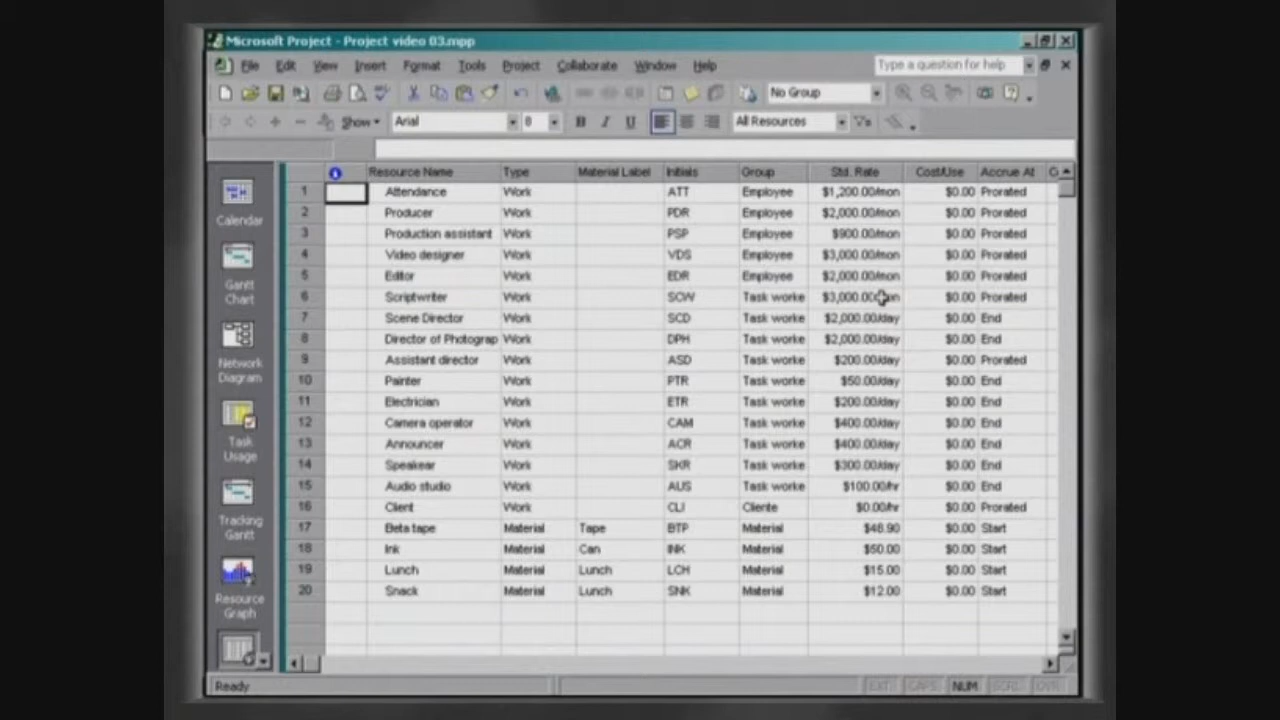 Microsoft Project - Project video 03.mpp
File Edit View Insert Format Tools Project Collaborate Window Help Type a question for help
No Group
Show Arial 8 B I U All Resources
Resource Name Type Material Label Initials Group Std. Rate Cost/Use Accrue At
1 Attendance Work ATT Employee $1,200.00/mon $0.00 Prorated
2 Producer Work PDR Employee $2,000.00/mon $0.00 Prorated
3 Production assistant Work PSP Employee $900.00/mon $0.00 Prorated
4 Video designer Work VDS Employee $3,000.00/mon $0.00 Prorated
5 Editor Work EDR Employee $2,000.00/mon $0.00 Prorated
6 Scriptwriter Work SCW Task worke $3,000.00 $0.00 Prorated
7 Scene Director Work SCD Task worke $2,000.00/day $0.00 End
8 Director of Photograp Work DPH Task worke $2,000.00/day $0.00 End
9 Assistant director Work ASD Task worke $200.00/day $0.00 Prorated
10 Painter Work PTR Task worke $50.00/day $0.00 End
11 Electrician Work ETR Task worke $200.00/day $0.00 End
12 Camera operator Work CAM Task worke $400.00/day $0.00 End
13 Announcer Work ACR Task worke $400.00/day $0.00 End
14 Speakear Work SKR Task worke $300.00/day $0.00 End
15 Audio studio Work AUS Task worke $100.00/hr $0.00 End
16 Client Work CLI Cliente $0.00/hr $0.00 Prorated
17 Beta tape Material Tape BTP Material $48.90 $0.00 Start
18 Ink Material Can INK Material $50.00 $0.00 Start
19 Lunch Material Lunch LCH Material $15.00 $0.00 Start
20 Snack Material Lunch SNK Material $12.00 $0.00 Start
Calendar
Gantt
Chart
Network
Diagram
Task
Usage
Tracking
Gantt
Resource
Graph
Ready EXT CAPS NUM SCRL OVR